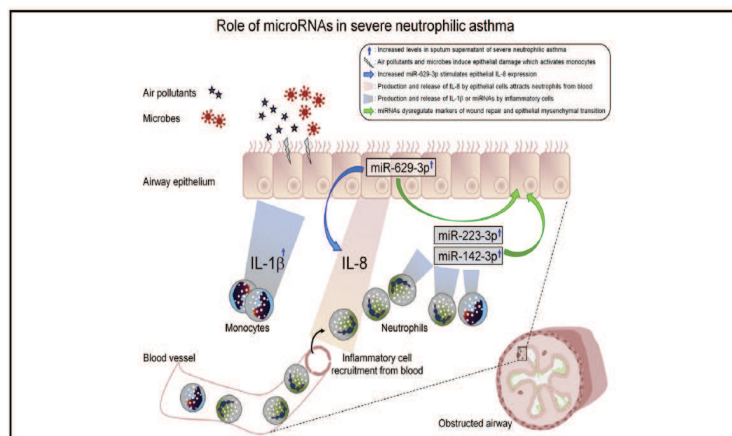 Role of microRNAs in severe neutrophilic asthma
↑ : Increased levels in sputum supernatant of severe neutrophilic asthma
: Air pollutants and microbes induce epithelial damage which activates monocytes
: Increased miR-629-3p stimulates epithelial IL-8 expression
: Production and release of IL-8 by epithelial cells attracts neutrophils from blood
: Production and release of IL-1β or miRNAs by inflammatory cells
: miRNAs dysregulate markers of wound repair and epithelial mesenchymal transition
Air pollutants
Microbes
Airway epithelium
miR-629-3p↑
miR-223-3p↑
miR-142-3p↑
IL-1β↑
IL-8
Monocytes
Neutrophils
Blood vessel
Inflammatory cell
recruitment from blood
Obstructed airway